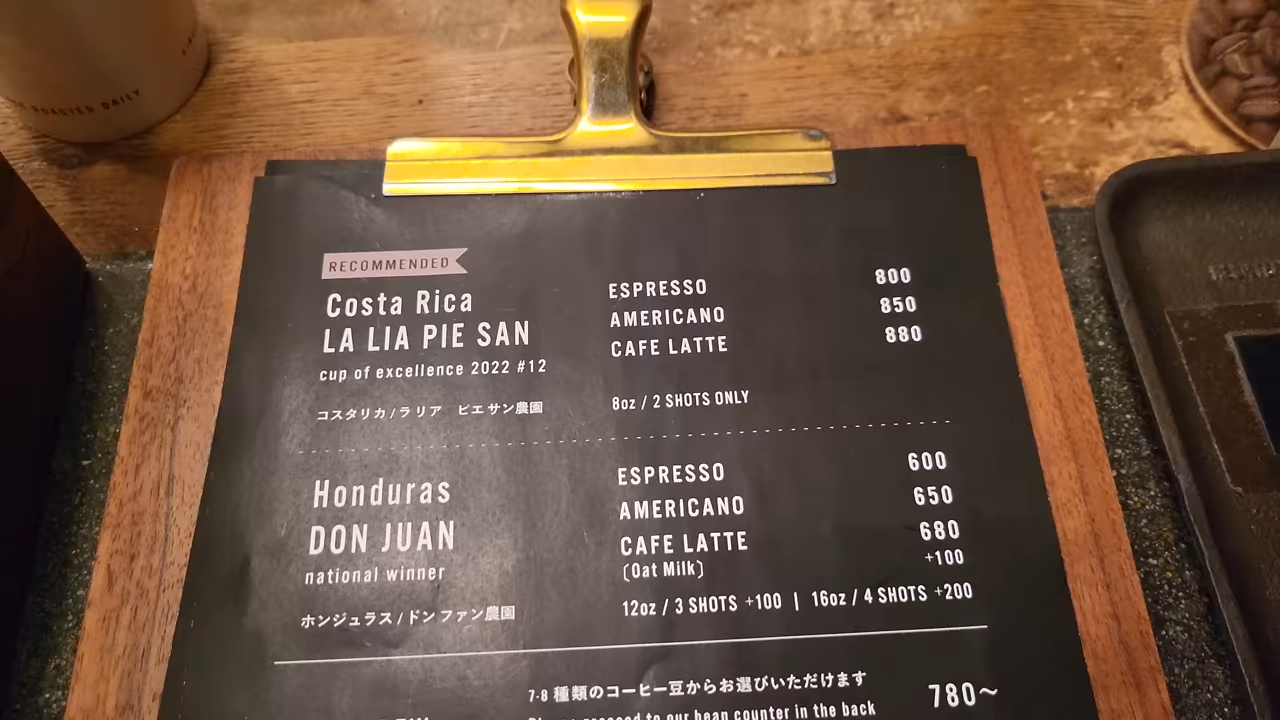 ROASTED DAILY
RECOMMENDED
Costa Rica
LA LIA PIE SAN
cup of excellence 2022 #12
コスタリカ/ラリア ピエサン農園
ESPRESSO 800
AMERICANO 850
CAFE LATTE 880
8oz / 2 SHOTS ONLY
Honduras
DON JUAN
national winner
ホンジュラス/ドンファン農園
ESPRESSO 600
AMERICANO 650
CAFE LATTE 680
(Oat Milk) +100
12oz / 3 SHOTS +100 | 16oz / 4 SHOTS +200
7-8 種類のコーヒー豆からお選びいただけます
proceed to our bean counter in the back
780~